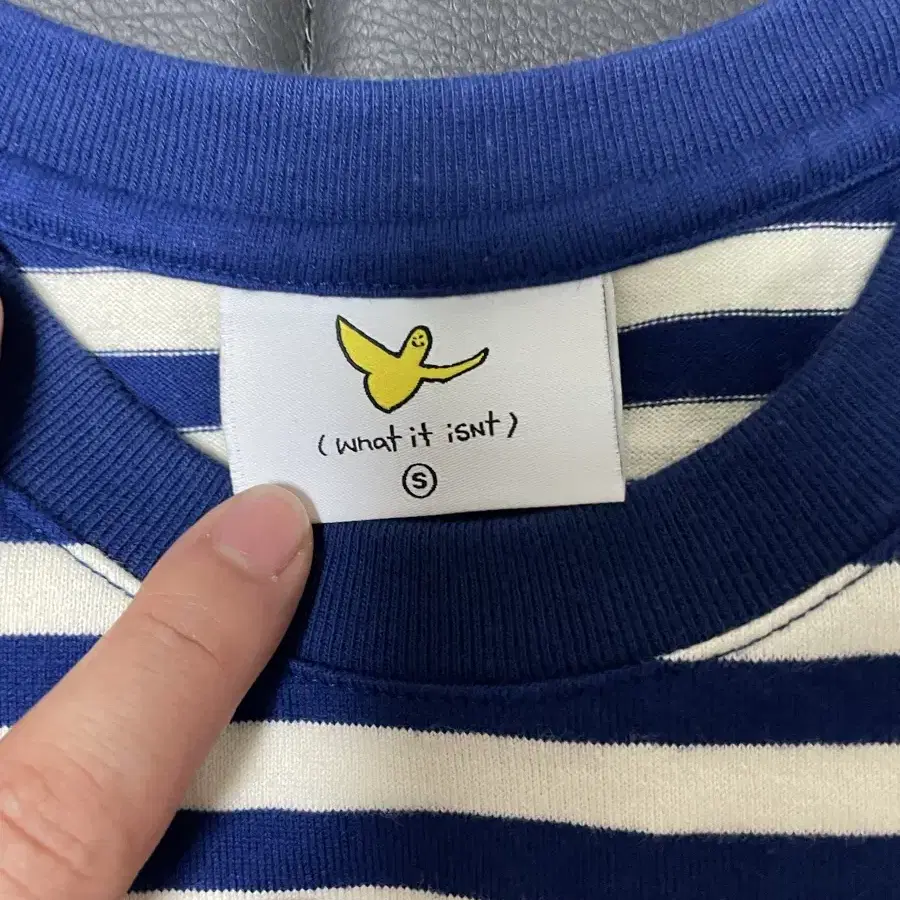 (what it isNt)
S